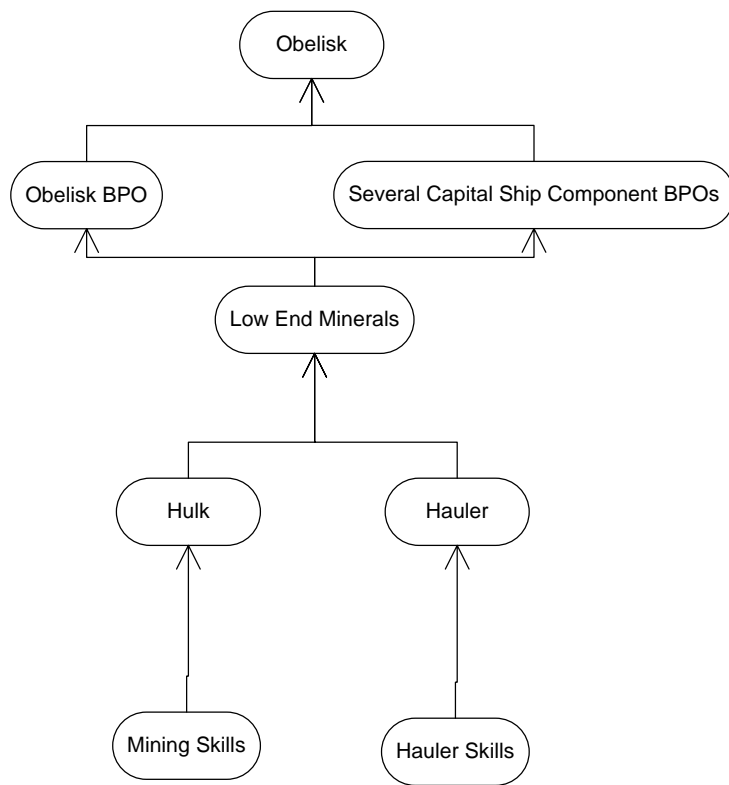 Obelisk
Obelisk BPO
Several Capital Ship Component BPOs
Low End Minerals
Hulk
Hauler
Mining Skills
Hauler Skills